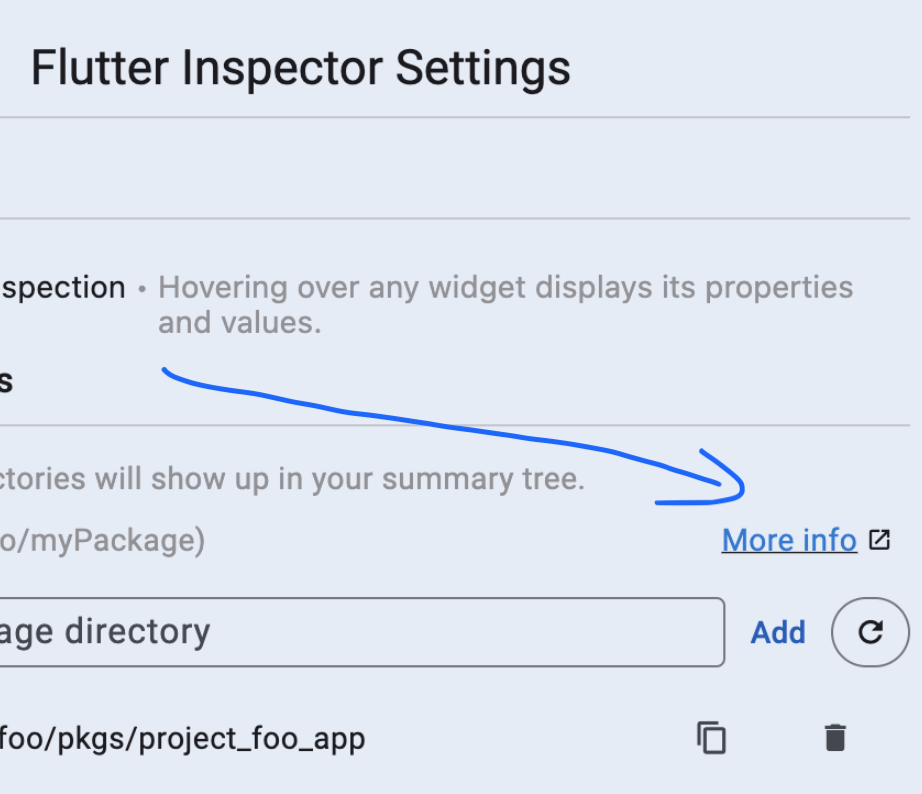 Flutter Inspector Settings
spection • Hovering over any widget displays its properties
and values.
s
ctories will show up in your summary tree.
o/myPackage)
More info
age directory
Add
foo/pkgs/project_foo_app